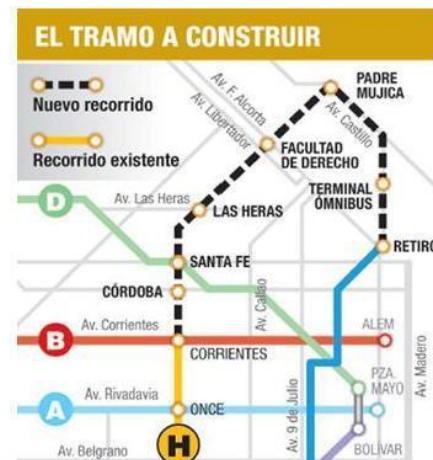 EL TRAMO A CONSTRUIR
Nuevo recorrido
Recorrido existente
PADRE
MUJICA
Av. F. Alcorta
Av. Libertador
Av. Castillo
FACULTAD
DE DERECHO
TERMINAL
ÓMNIBUS
Av. Las Heras
LAS HERAS
D
RETIRO
SANTA FE
CÓRDOBA
Av. Callao
B
Av. Corrientes
ALEM
CORRIENTES
Av. Madero
PZA.
MAYO
A
Av. Rivadavia
ONCE
Av. 9 de Julio
H
Av. Belgrano
BOLÍVAR